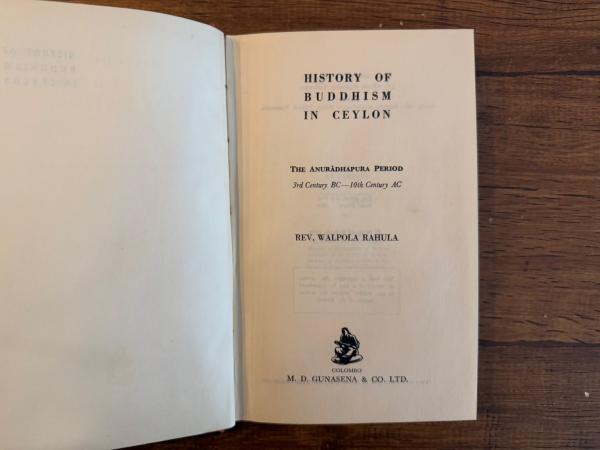 HISTORY OF
BUDDHISM
IN CEYLON
THE ANURĀDHAPURA PERIOD
3rd Century BC—10th Century AC
REV, WALPOLA RAHULA
COLOMBO
M. D. GUNASENA & CO. LTD.